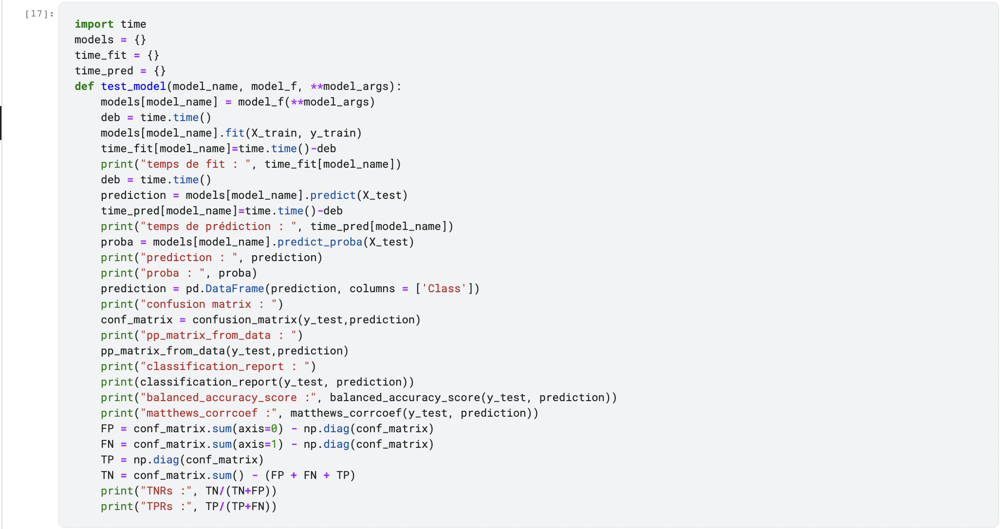 [17]:
import time
models = {}
time_fit = {}
time_pred = {}
def test_model(model_name, model_f, **model_args):
    models[model_name] = model_f(**model_args)
    deb = time.time()
    models[model_name].fit(X_train, y_train)
    time_fit[model_name]=time.time()-deb
    print("temps de fit : ", time_fit[model_name])
    deb = time.time()
    prediction = models[model_name].predict(X_test)
    time_pred[model_name]=time.time()-deb
    print("temps de prédiction : ", time_pred[model_name])
    proba = models[model_name].predict_proba(X_test)
    print("prediction : ", prediction)
    print("proba : ", proba)
    prediction = pd.DataFrame(prediction, columns = ['Class'])
    print("confusion matrix : ")
    conf_matrix = confusion_matrix(y_test,prediction)
    print("pp_matrix_from_data : ")
    pp_matrix_from_data(y_test,prediction)
    print("classification_report : ")
    print(classification_report(y_test, prediction))
    print("balanced_accuracy_score :", balanced_accuracy_score(y_test, prediction))
    print("matthews_corrcoef :", matthews_corrcoef(y_test, prediction))
    FP = conf_matrix.sum(axis=0) - np.diag(conf_matrix)
    FN = conf_matrix.sum(axis=1) - np.diag(conf_matrix)
    TP = np.diag(conf_matrix)
    TN = conf_matrix.sum() - (FP + FN + TP)
    print("TNRs :", TN/(TN+FP))
    print("TPRs :", TP/(TP+FN))